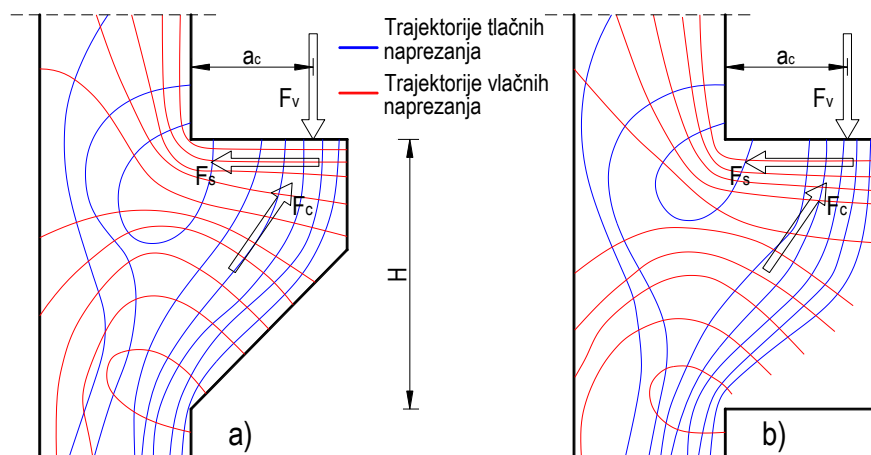 ac
Fv
Fs
Fc
H
a)
Trajektorije tlačnih
naprezanja
Trajektorije vlačnih
naprezanja
ac
Fv
Fs
Fc
b)